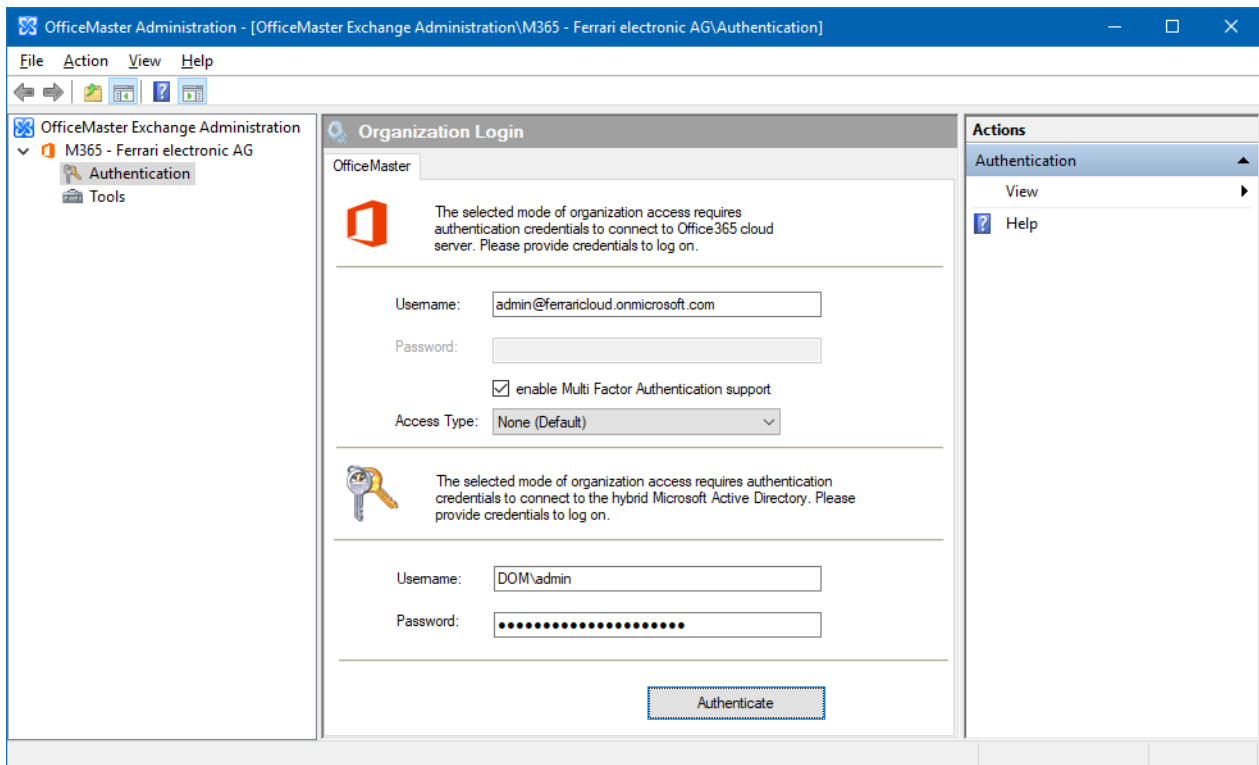 OfficeMaster Administration - [OfficeMaster Exchange Administration\M365 - Ferrari electronic AG\Authentication]
File Action View Help
OfficeMaster Exchange Administration
M365 - Ferrari electronic AG
Authentication
Tools
Organization Login
OfficeMaster
The selected mode of organization access requires
authentication credentials to connect to Office365 cloud
server. Please provide credentials to log on.
Username: admin@ferraricloud.onmicrosoft.com
Password:
enable Multi Factor Authentication support
Access Type: None (Default)
The selected mode of organization access requires authentication
credentials to connect to the hybrid Microsoft Active Directory. Please
provide credentials to log on.
Username: DOM\admin
Password: ●●●●●●●●●●●●●●●●●●●●●
Authenticate
Actions
Authentication
View
Help